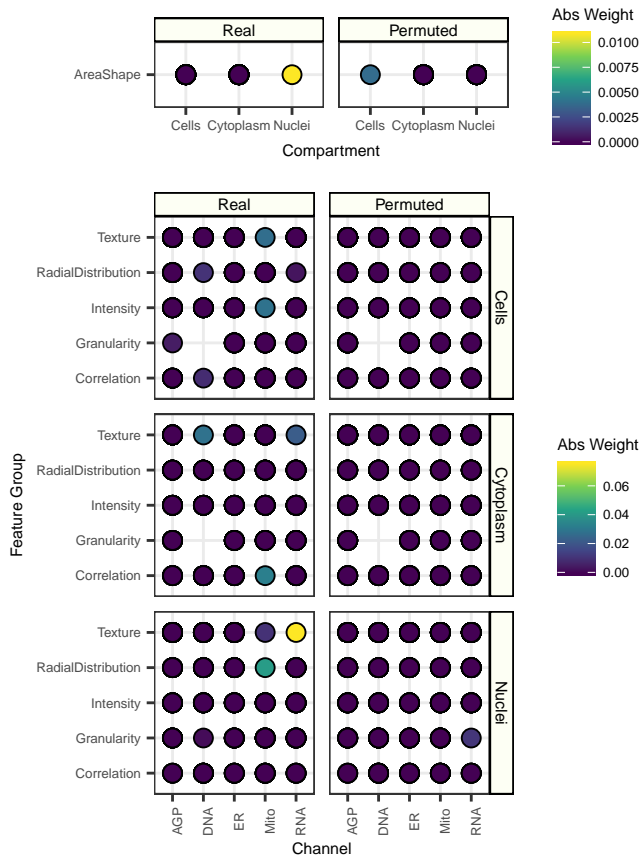 Real Permuted
AreaShape
Cells Cytoplasm Nuclei Cells Cytoplasm Nuclei
Compartment
Abs Weight
0.0100
0.0075
0.0050
0.0025
0.0000
Real Permuted
Feature Group
Texture
RadialDistribution
Intensity
Granularity
Correlation
Cells
Texture
RadialDistribution
Intensity
Granularity
Correlation
Cytoplasm
Texture
RadialDistribution
Intensity
Granularity
Correlation
Nuclei
AGP DNA ER Mito RNA AGP DNA ER Mito RNA
Channel
Abs Weight
0.06
0.04
0.02
0.00